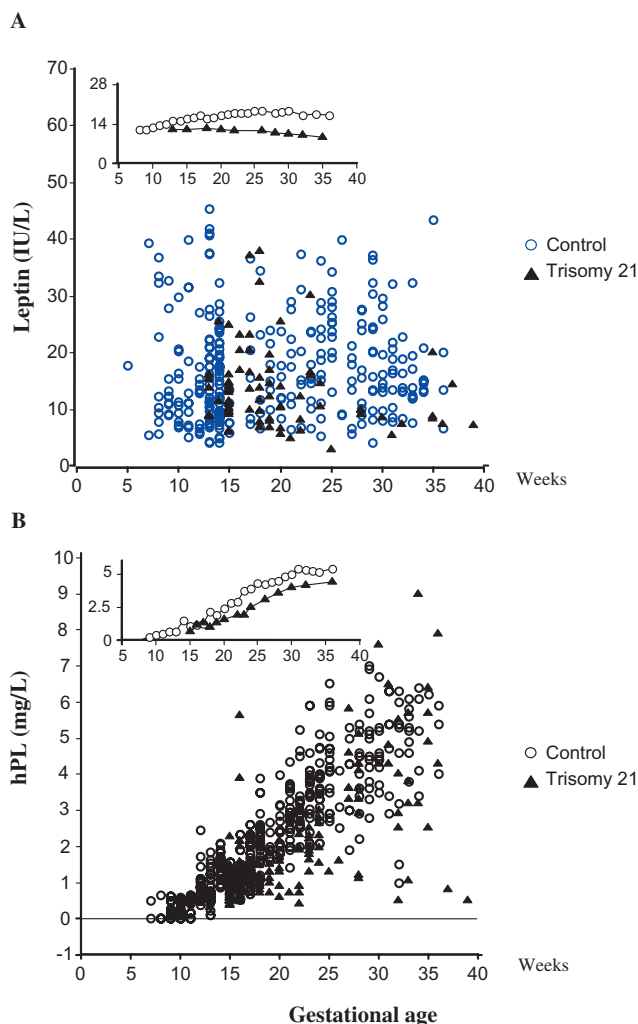 A
70
60
50
40
30
20
10
0
Leptin (IU/L)
28
14
0
5 10 15 20 25 30 35 40
Control
Trisomy 21
0 5 10 15 20 25 30 35 40
Weeks
B
10
9
8
7
6
5
4
3
2
1
0
-1
hPL (mg/L)
5
2.5
0
5 10 15 20 25 30 35 40
Control
Trisomy 21
0 5 10 15 20 25 30 35 40
Weeks
Gestational age